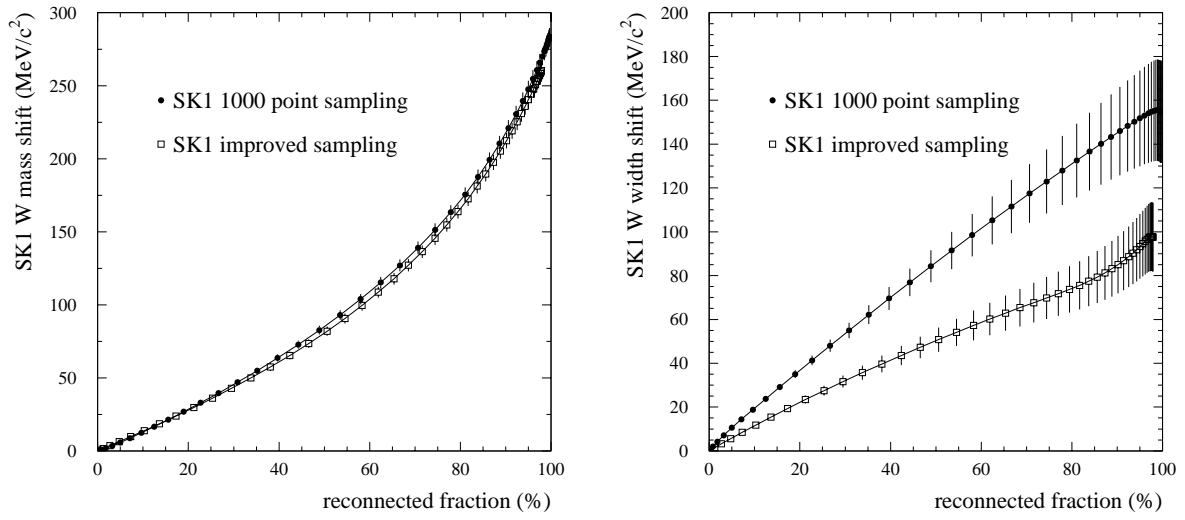 SK1 W mass shift (MeV/c²)
300
250
200
150
100
50
0
SK1 1000 point sampling
SK1 improved sampling
0 20 40 60 80 100
reconnected fraction (%)
SK1 W width shift (MeV/c²)
200
180
160
140
120
100
80
60
40
20
0
SK1 1000 point sampling
SK1 improved sampling
0 20 40 60 80 100
reconnected fraction (%)